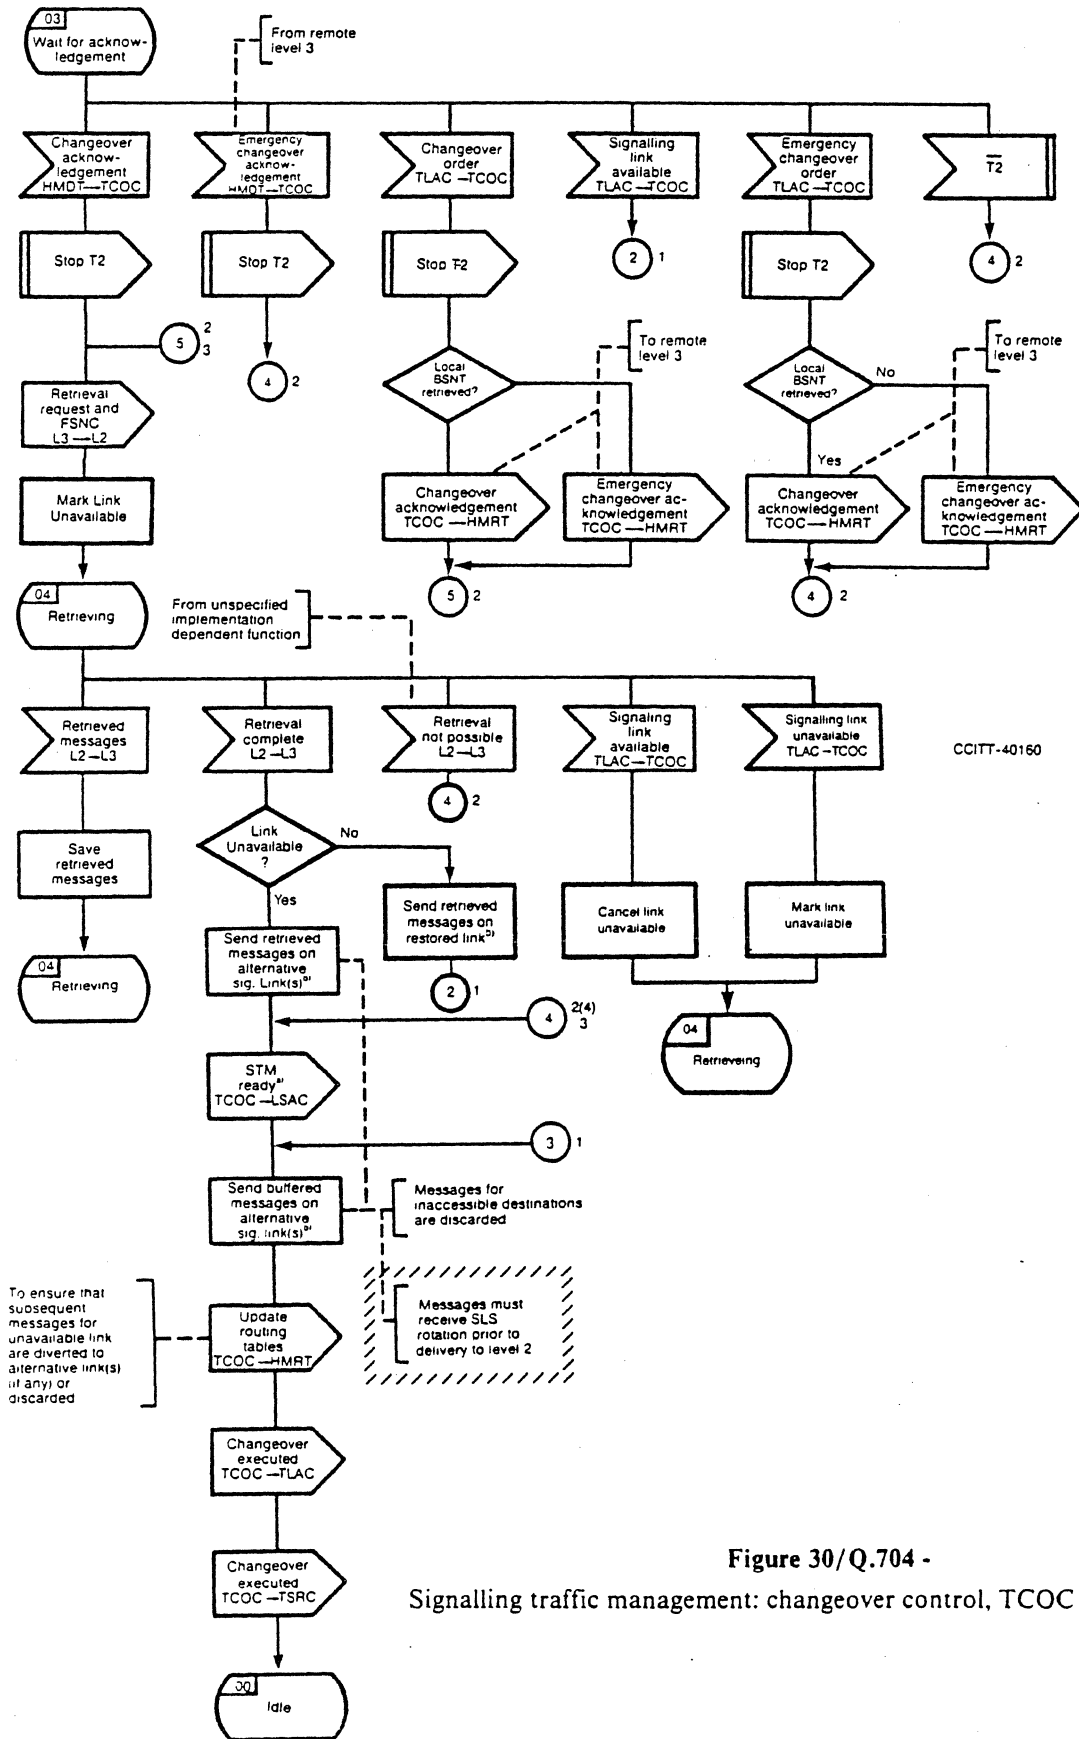 03
Wait for acknow-
ledgement
From remote
level 3
Changeover
acknow-
ledgement
HMDT→TCOC
Emergency
changeover
acknow-
ledgement
HMDT→TCOC
Changeover
order
TLAC→TCOC
Signalling
link
available
TLAC→TCOC
Emergency
changeover
order
TLAC→TCOC
T2
Stop T2
Stop T2
Stop T2
2 1
Stop T2
4 2
5 2
3
4 2
To remote
level 3
To remote
level 3
Local
BSNT
retrieved?
Local
BSNT
retrieved?
No
Yes
Retrieval
request and
FSNC
L3→L2
Mark Link
Unavailable
Changeover
acknowledgement
TCOC→HMRT
Emergency
changeover ac-
knowledgement
TCOC→HMRT
Changeover
acknowledgement
TCOC→HMRT
Emergency
changeover ac-
knowledgement
TCOC→HMRT
5 2
4 2
04
Retrieving
From unspecified
implementation
dependent function
Retrieved
messages
L2→L3
Retrieval
complete
L2→L3
Retrieval
not possible
L2→L3
Signaling
link
available
TLAC→TCOC
Signalling link
unavailable
TLAC→TCOC
CCITT-40160
4 2
Save
retrieved
messages
Link
Unavailable
?
No
Yes
Send retrieved
messages on
restored link b)
Cancel link
unavailable
Mark link
unavailable
04
Retrieving
Send retrieved
messages on
alternative
sig. Link(s)
2 1
4 2(4)
3
04
Retrieveing
STM
ready a)
TCOC→LSAC
3 1
Send buffered
messages on
alternative
sig. link(s)
Messages for
inaccessible destinations
are discarded
Messages must
receive SLS
rotation prior to
delivery to level 2
To ensure that
subsequent
messages for
unavailable link
are diverted to
alternative link(s)
(if any) or
discarded
Update
routing
tables
TCOC→HMRT
Changeover
executed
TCOC→TLAC
Changeover
executed
TCOC→TSRC
00
Idle
Figure 30/Q.704 -
Signalling traffic management: changeover control, TCOC